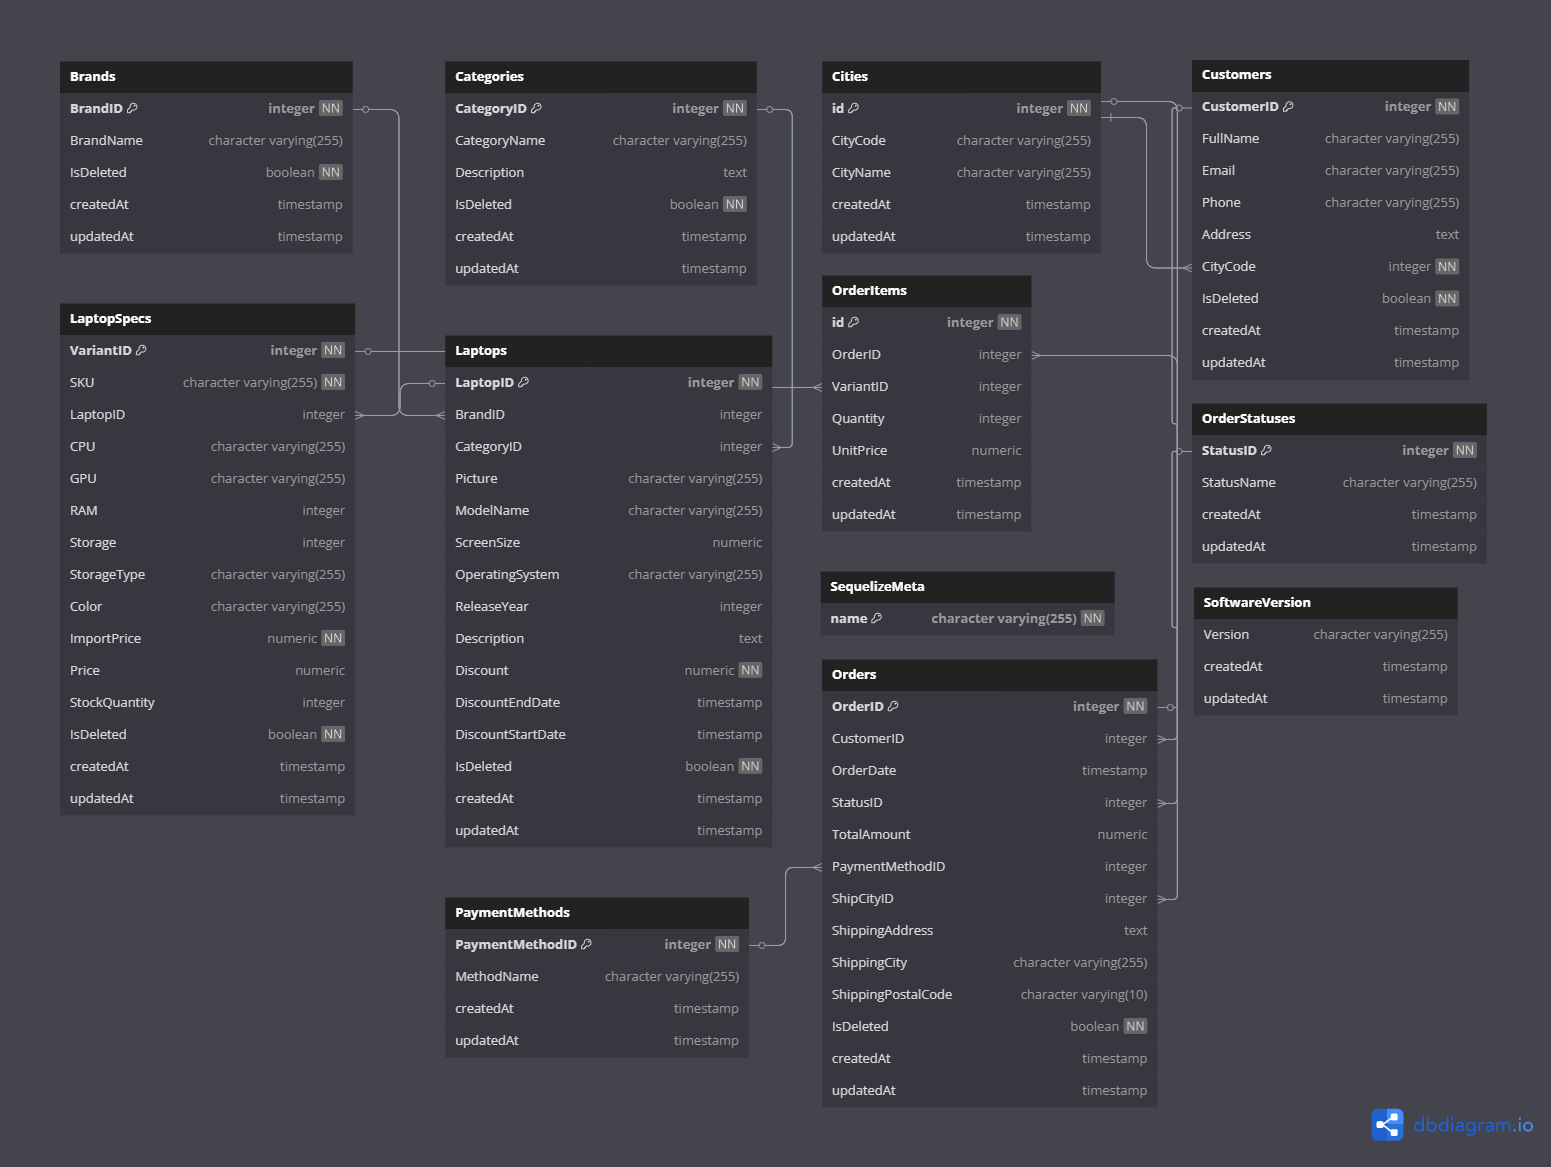 Brands
BrandID integer NN
BrandName character varying(255)
IsDeleted boolean NN
createdAt timestamp
updatedAt timestamp
Categories
CategoryID integer NN
CategoryName character varying(255)
Description text
IsDeleted boolean NN
createdAt timestamp
updatedAt timestamp
Cities
id integer NN
CityCode character varying(255)
CityName character varying(255)
createdAt timestamp
updatedAt timestamp
Customers
CustomerID integer NN
FullName character varying(255)
Email character varying(255)
Phone character varying(255)
Address text
CityCode integer NN
IsDeleted boolean NN
createdAt timestamp
updatedAt timestamp
LaptopSpecs
VariantID integer NN
SKU character varying(255) NN
LaptopID integer
CPU character varying(255)
GPU character varying(255)
RAM integer
Storage integer
StorageType character varying(255)
Color character varying(255)
ImportPrice numeric NN
Price numeric
StockQuantity integer
IsDeleted boolean NN
createdAt timestamp
updatedAt timestamp
Laptops
LaptopID integer NN
BrandID integer
CategoryID integer
Picture character varying(255)
ModelName character varying(255)
ScreenSize numeric
OperatingSystem character varying(255)
ReleaseYear integer
Description text
Discount numeric NN
DiscountEndDate timestamp
DiscountStartDate timestamp
IsDeleted boolean NN
createdAt timestamp
updatedAt timestamp
OrderItems
id integer NN
OrderID integer
VariantID integer
Quantity integer
UnitPrice numeric
createdAt timestamp
updatedAt timestamp
OrderStatuses
StatusID integer NN
StatusName character varying(255)
createdAt timestamp
updatedAt timestamp
SequelizeMeta
name character varying(255) NN
SoftwareVersion
Version character varying(255)
createdAt timestamp
updatedAt timestamp
Orders
OrderID integer NN
CustomerID integer
OrderDate timestamp
StatusID integer
TotalAmount numeric
PaymentMethodID integer
ShipCityID integer
ShippingAddress text
ShippingCity character varying(255)
ShippingPostalCode character varying(10)
IsDeleted boolean NN
createdAt timestamp
updatedAt timestamp
PaymentMethods
PaymentMethodID integer NN
MethodName character varying(255)
createdAt timestamp
updatedAt timestamp
dbdiagram.io